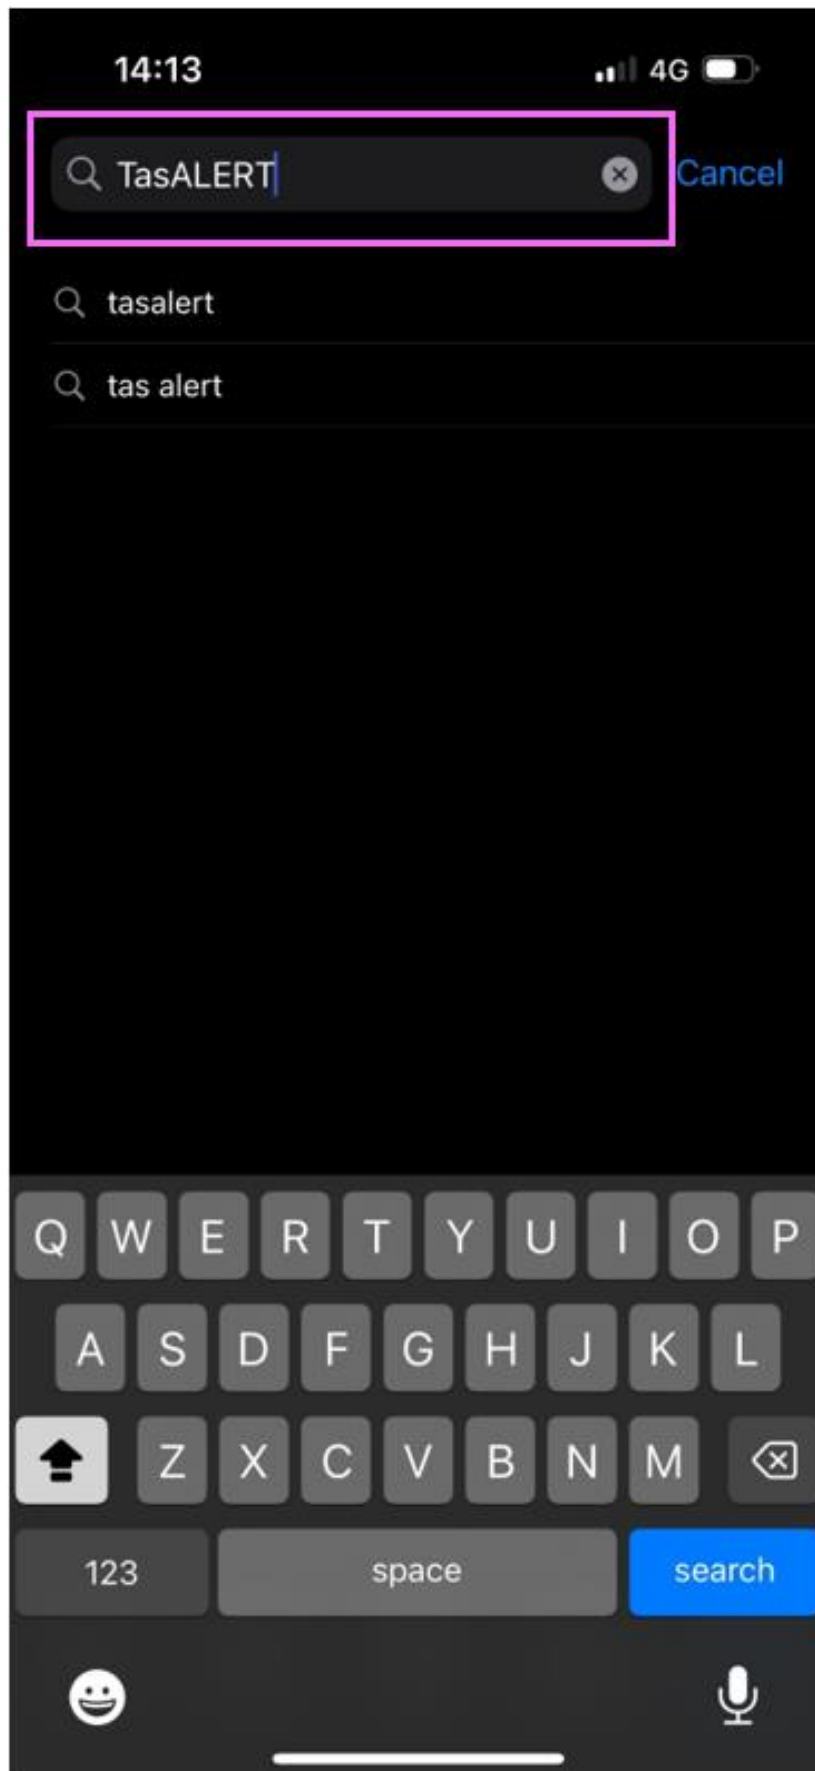 14:13 4G
TasALERT Cancel
tasalert
tas alert
Q W E R T Y U I O P
A S D F G H J K L
Z X C V B N M
123 space search